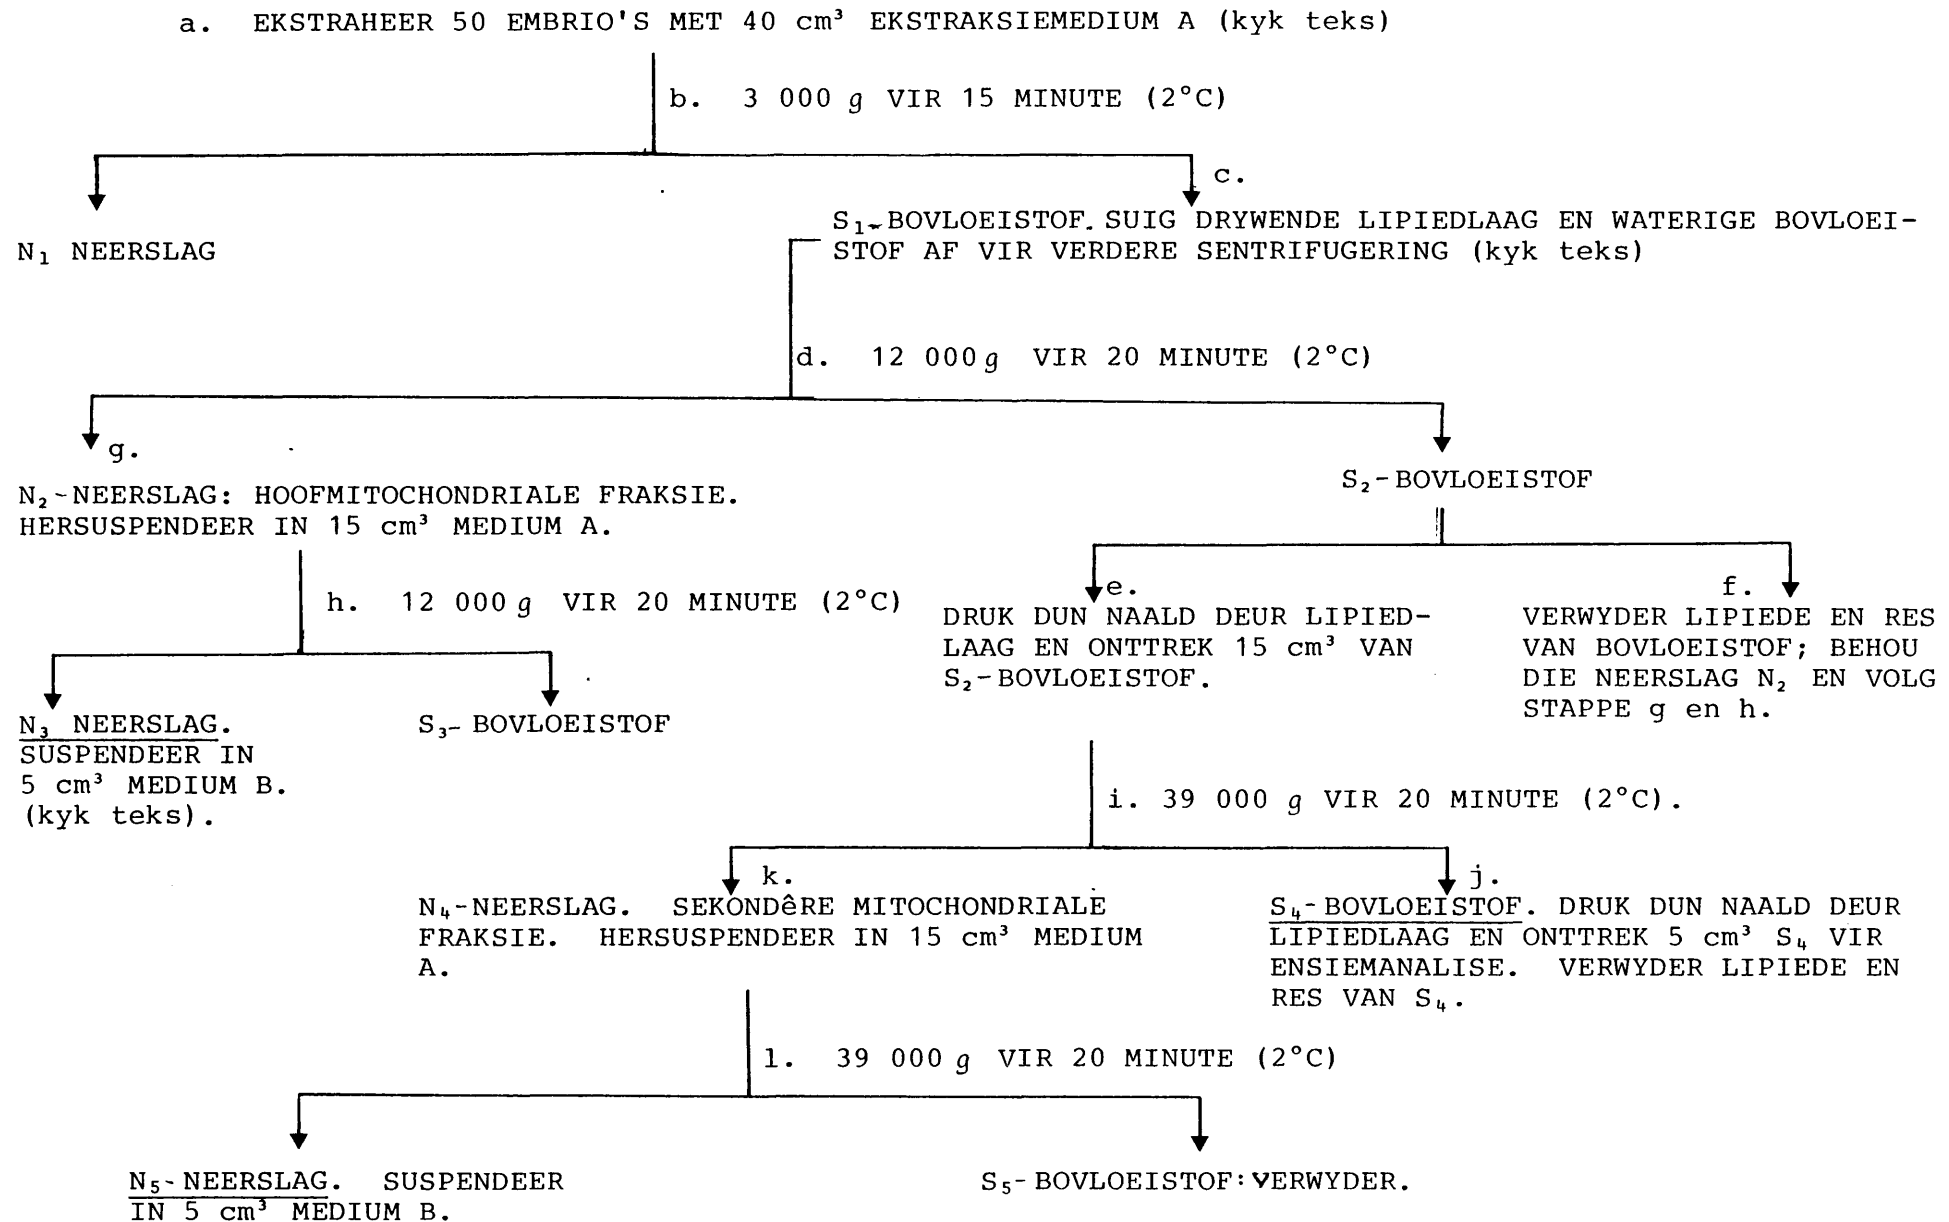 a. EKSTRAHEER 50 EMBRIO'S MET 40 cm³ EKSTRAKSIEMEDIUM A (kyk teks)
b. 3 000 g VIR 15 MINUTE (2°C)
c.
N₁ NEERSLAG
S₁-BOVLOEISTOF. SUIG DRYWENDE LIPIEDLAAG EN WATERIGE BOVLOEI-
STOF AF VIR VERDERE SENTRIFUGERING (kyk teks)
d. 12 000 g VIR 20 MINUTE (2°C)
g.
N₂-NEERSLAG: HOOFMITOCHONDRIALE FRAKSIE.
HERSUSPENDEER IN 15 cm³ MEDIUM A.
S₂-BOVLOEISTOF
h. 12 000 g VIR 20 MINUTE (2°C)
e.
DRUK DUN NAALD DEUR LIPIED-
LAAG EN ONTTREK 15 cm³ VAN
S₂-BOVLOEISTOF.
f.
VERWYDER LIPIEDE EN RES
VAN BOVLOEISTOF; BEHOU
DIE NEERSLAG N₂ EN VOLG
STAPPE g en h.
N₃ NEERSLAG.
SUSPENDEER IN
5 cm³ MEDIUM B.
(kyk teks).
S₃-BOVLOEISTOF
i. 39 000 g VIR 20 MINUTE (2°C).
k.
N₄-NEERSLAG. SEKONDêRE MITOCHONDRIALE
FRAKSIE. HERSUSPENDEER IN 15 cm³ MEDIUM
A.
j.
S₄-BOVLOEISTOF. DRUK DUN NAALD DEUR
LIPIEDLAAG EN ONTTREK 5 cm³ S₄ VIR
ENSIEMANALISE. VERWYDER LIPIEDE EN
RES VAN S₄.
l. 39 000 g VIR 20 MINUTE (2°C)
N₅-NEERSLAG. SUSPENDEER
IN 5 cm³ MEDIUM B.
S₅-BOVLOEISTOF: VERWYDER.